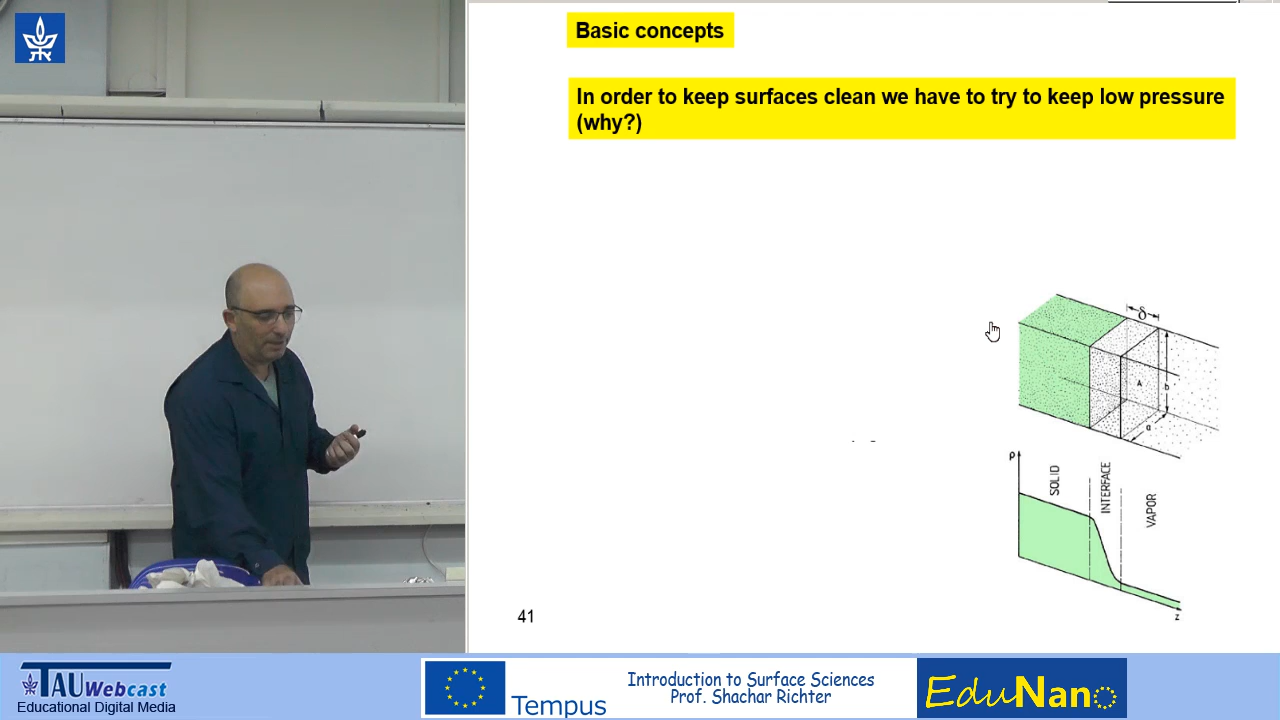 Basic concepts
In order to keep surfaces clean we have to try to keep low pressure
(why?)
δ
A
b
a
ρ
SOLID
INTERFACE
VAPOR
z
41
TAU Webcast
Educational Digital Media
Tempus
Introduction to Surface Sciences
Prof. Shachar Richter
EduNano